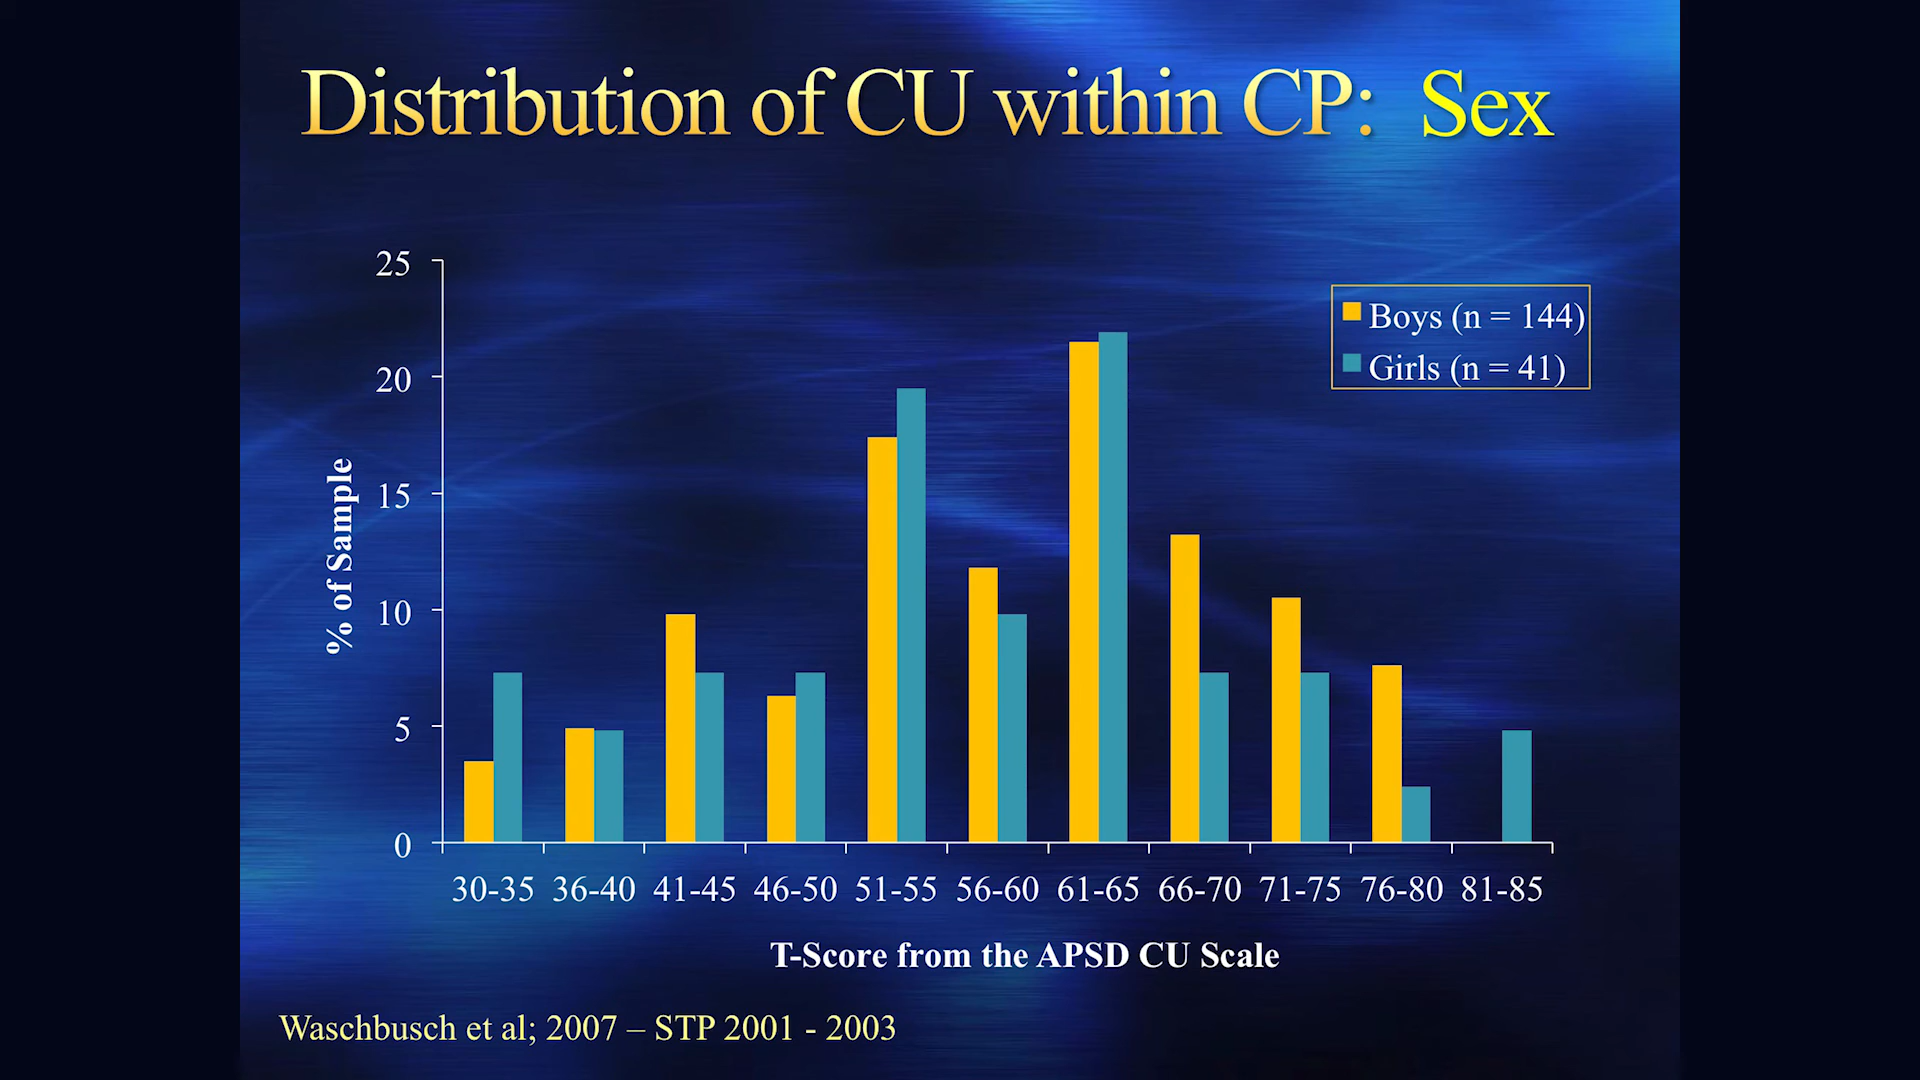 Distribution of CU within CP: Sex
25
20
15
10
5
0
% of Sample
Boys (n = 144)
Girls (n = 41)
30-35 36-40 41-45 46-50 51-55 56-60 61-65 66-70 71-75 76-80 81-85
T-Score from the APSD CU Scale
Waschbusch et al; 2007 – STP 2001 - 2003